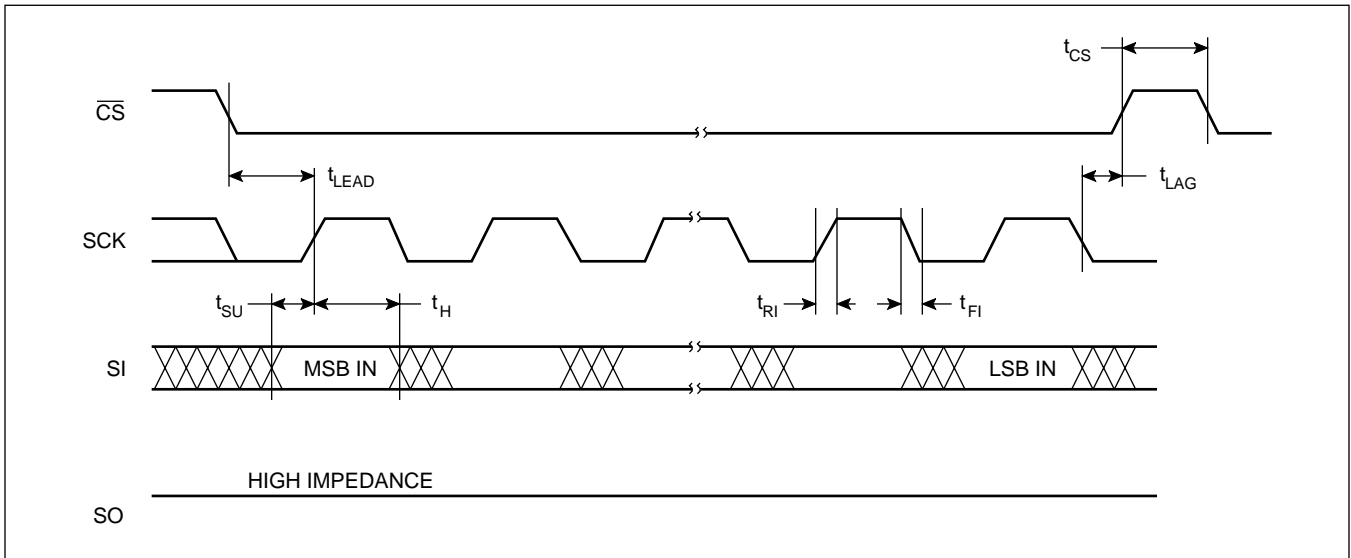 tCS
CS
tLEAD
tLAG
SCK
tSU
tH
tRI
tFI
SI
MSB IN
LSB IN
HIGH IMPEDANCE
SO